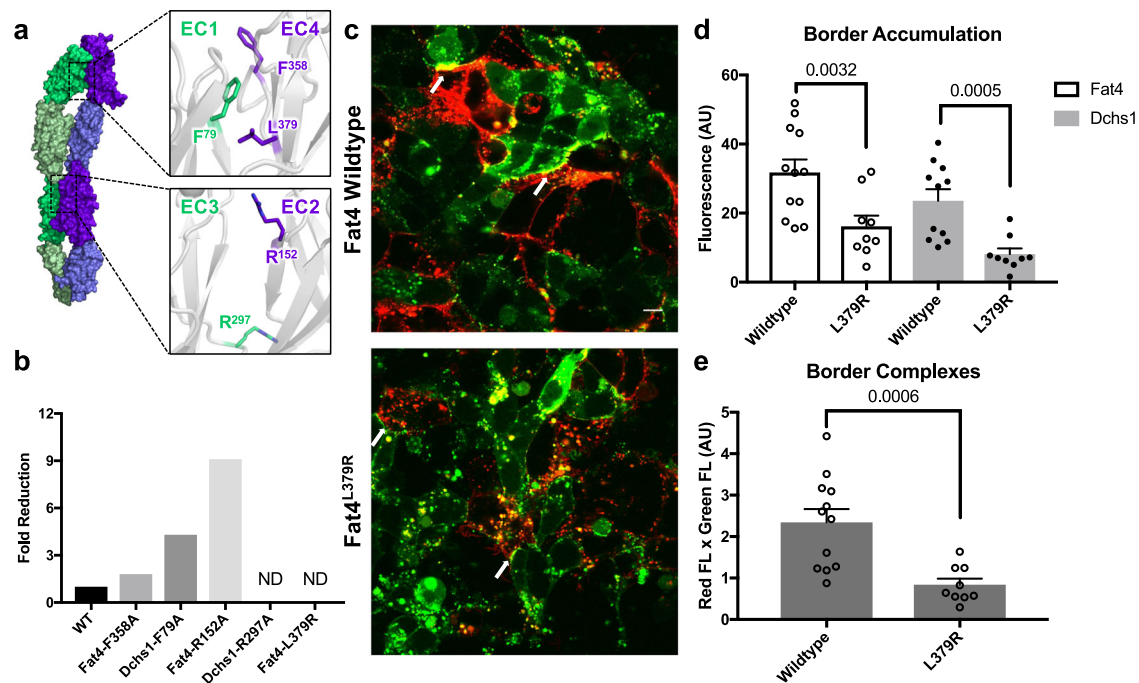 a
EC1
EC4
F358
F79
L379
EC3
EC2
R152
R297
b
Fold Reduction
12
9
6
3
0
ND
ND
WT
Fat4-F358A
Dchs1-F79A
Fat4-R152A
Dchs1-R297A
Fat4-L379R
c
Fat4 Wildtype
Fat4L379R
d
Border Accumulation
Fluorescence (AU)
60
40
20
0
0.0032
0.0005
Fat4
Dchs1
Wildtype
L379R
Wildtype
L379R
e
Border Complexes
0.0006
Red FL x Green FL (AU)
5
4
3
2
1
0
Wildtype
L379R